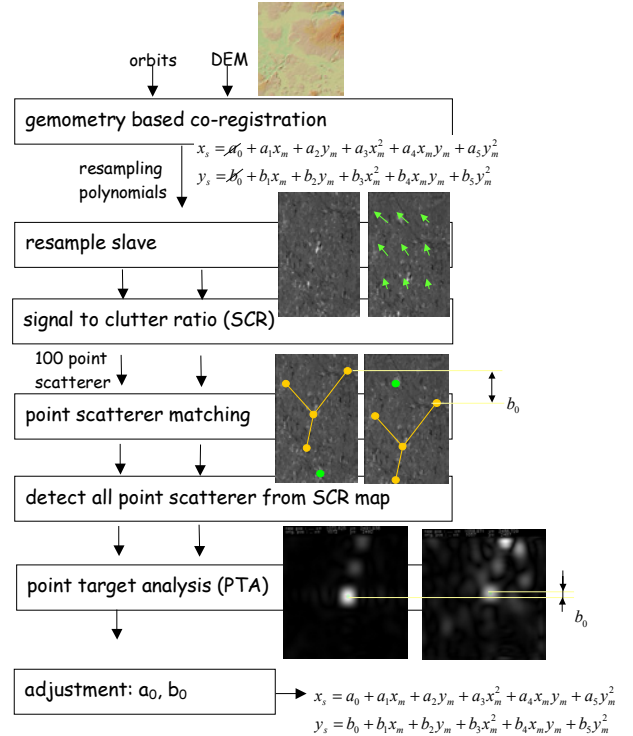 orbits DEM
gemometry based co-registration
x_s = a_0 + a_1x_m + a_2y_m + a_3x_m^2 + a_4x_my_m + a_5y_m^2
resampling
polynomials
y_s = b_0 + b_1x_m + b_2y_m + b_3x_m^2 + b_4x_my_m + b_5y_m^2
resample slave
signal to clutter ratio (SCR)
100 point
scatterer
b_0
point scatterer matching
detect all point scatterer from SCR map
point target analysis (PTA)
b_0
adjustment: a_0, b_0
x_s = a_0 + a_1x_m + a_2y_m + a_3x_m^2 + a_4x_my_m + a_5y_m^2
y_s = b_0 + b_1x_m + b_2y_m + b_3x_m^2 + b_4x_my_m + b_5y_m^2